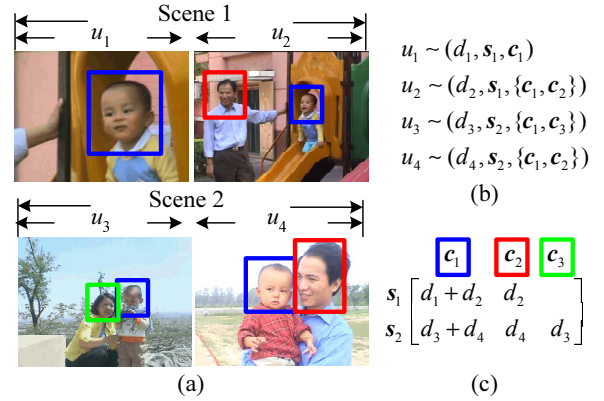 Scene 1
u₁ u₂
u₁ ~ (d₁, s₁, c₁)
u₂ ~ (d₂, s₁, {c₁, c₂})
u₃ ~ (d₃, s₂, {c₁, c₃})
u₄ ~ (d₄, s₂, {c₁, c₂})
(b)
Scene 2
u₃ u₄
c₁ c₂ c₃
s₁ [ d₁ + d₂ d₂ ]
s₂ [ d₃ + d₄ d₄ d₃ ]
(a) (c)